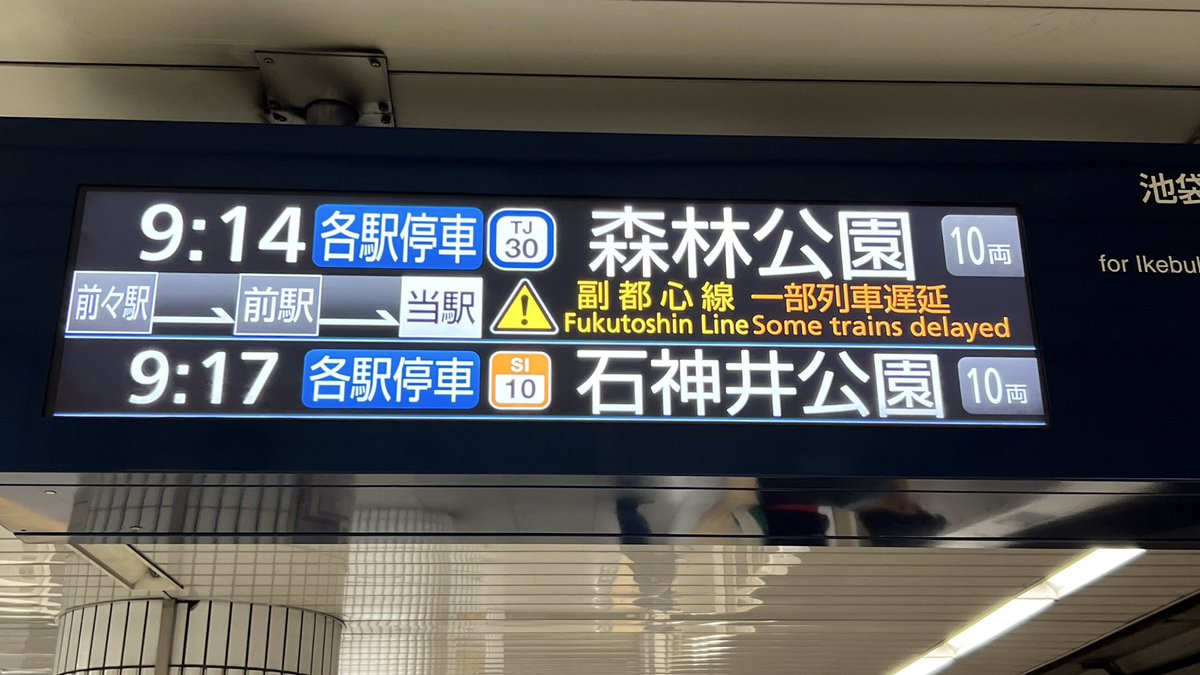 9:14 各駅停車 TJ 30 森林公園 10両
前々駅 前駅 当駅 副都心線 一部列車遅延
Fukutoshin Line Some trains delayed
9:17 各駅停車 SI 10 石神井公園 10両
池袋
for